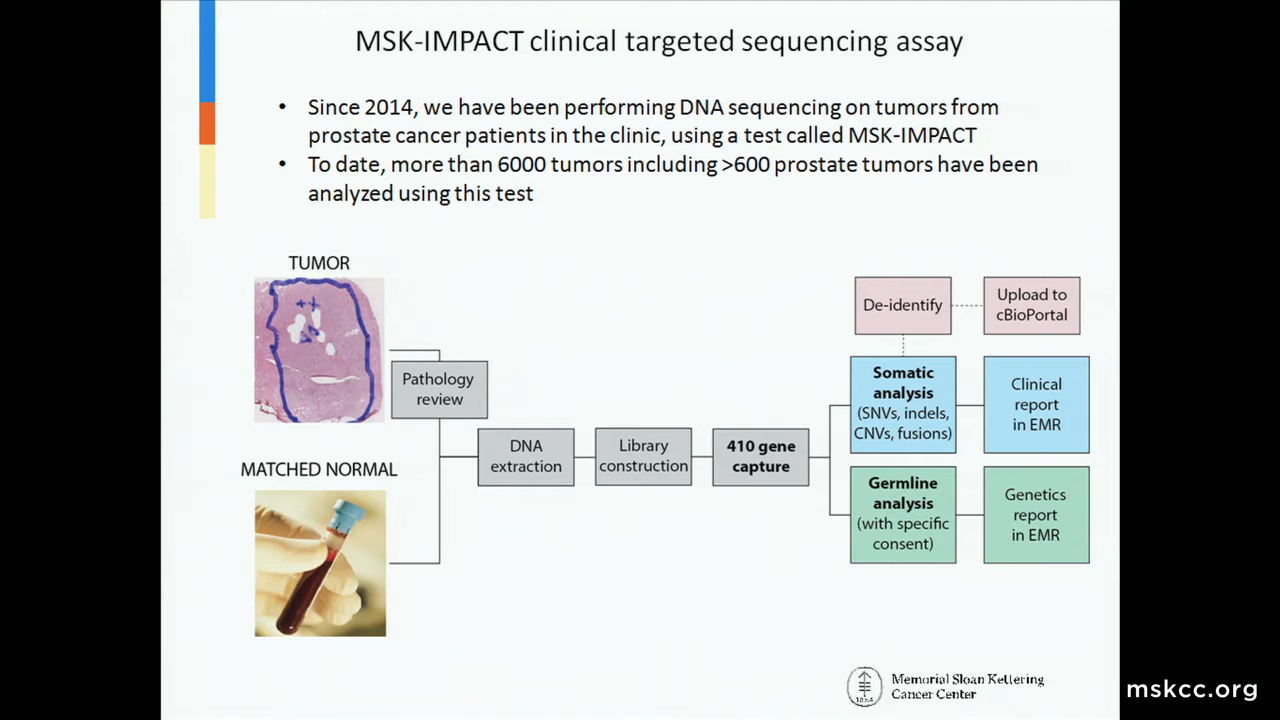 MSK-IMPACT clinical targeted sequencing assay
• Since 2014, we have been performing DNA sequencing on tumors from
prostate cancer patients in the clinic, using a test called MSK-IMPACT
• To date, more than 6000 tumors including >600 prostate tumors have been
analyzed using this test
TUMOR
Pathology
review
MATCHED NORMAL
DNA
extraction
Library
construction
410 gene
capture
De-identify
Upload to
cBioPortal
Somatic
analysis
(SNVs, indels,
CNVs, fusions)
Clinical
report
in EMR
Germline
analysis
(with specific
consent)
Genetics
report
in EMR
Memorial Sloan Kettering
Cancer Center
mskcc.org